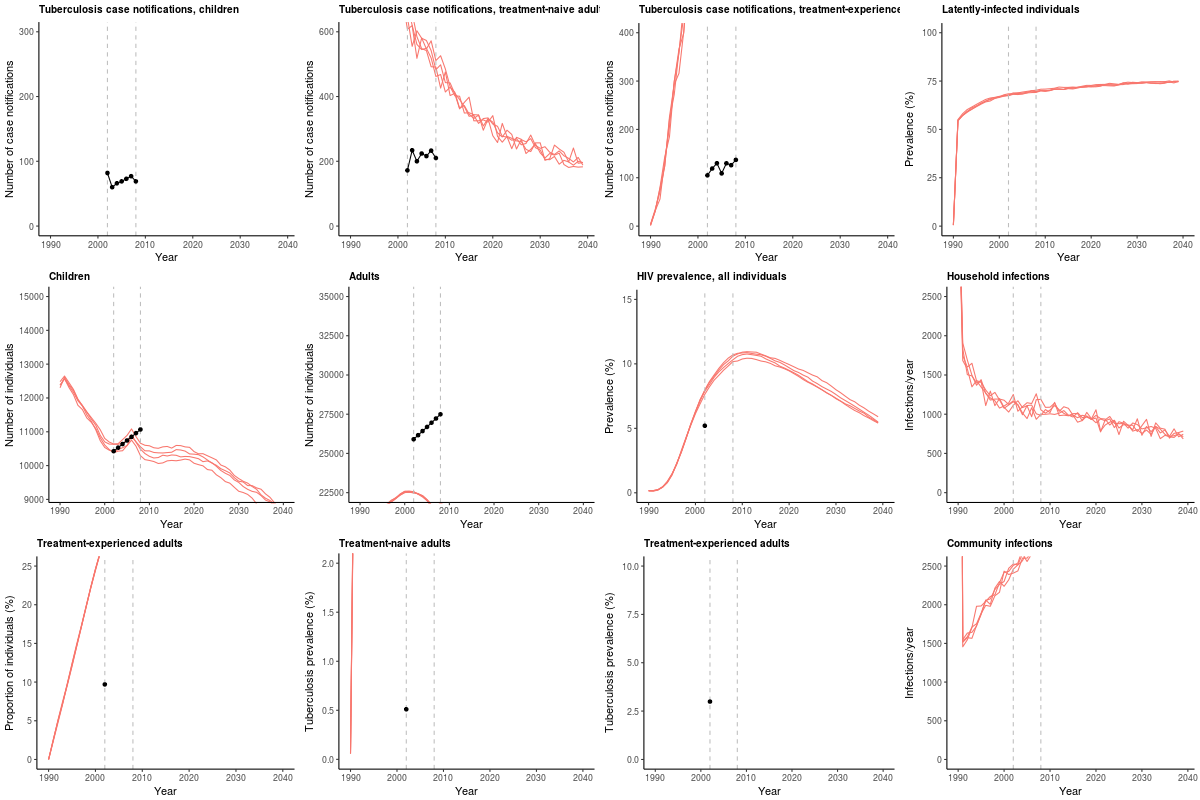 Tuberculosis case notifications, children
Number of case notifications
300
200
100
0
1990 2000 2010 2020 2030 2040
Year
Tuberculosis case notifications, treatment-naive adul
Number of case notifications
600
400
200
0
1990 2000 2010 2020 2030 2040
Year
Tuberculosis case notifications, treatment-experience
Number of case notifications
400
300
200
100
0
1990 2000 2010 2020 2030 2040
Year
Latently-infected individuals
Prevalence (%)
100
75
50
25
0
1990 2000 2010 2020 2030 2040
Year
Children
Number of individuals
15000
14000
13000
12000
11000
10000
9000
1990 2000 2010 2020 2030 2040
Year
Adults
Number of individuals
35000
32500
30000
27500
25000
22500
1990 2000 2010 2020 2030 2040
Year
HIV prevalence, all individuals
Prevalence (%)
15
10
5
0
1990 2000 2010 2020 2030 2040
Year
Household infections
Infections/year
2500
2000
1500
1000
500
0
1990 2000 2010 2020 2030 2040
Year
Treatment-experienced adults
Proportion of individuals (%)
25
20
15
10
5
0
1990 2000 2010 2020 2030 2040
Year
Treatment-naive adults
Tuberculosis prevalence (%)
2.0
1.5
1.0
0.5
0.0
1990 2000 2010 2020 2030 2040
Year
Treatment-experienced adults
Tuberculosis prevalence (%)
10.0
7.5
5.0
2.5
0.0
1990 2000 2010 2020 2030 2040
Year
Community infections
Infections/year
2500
2000
1500
1000
500
0
1990 2000 2010 2020 2030 2040
Year